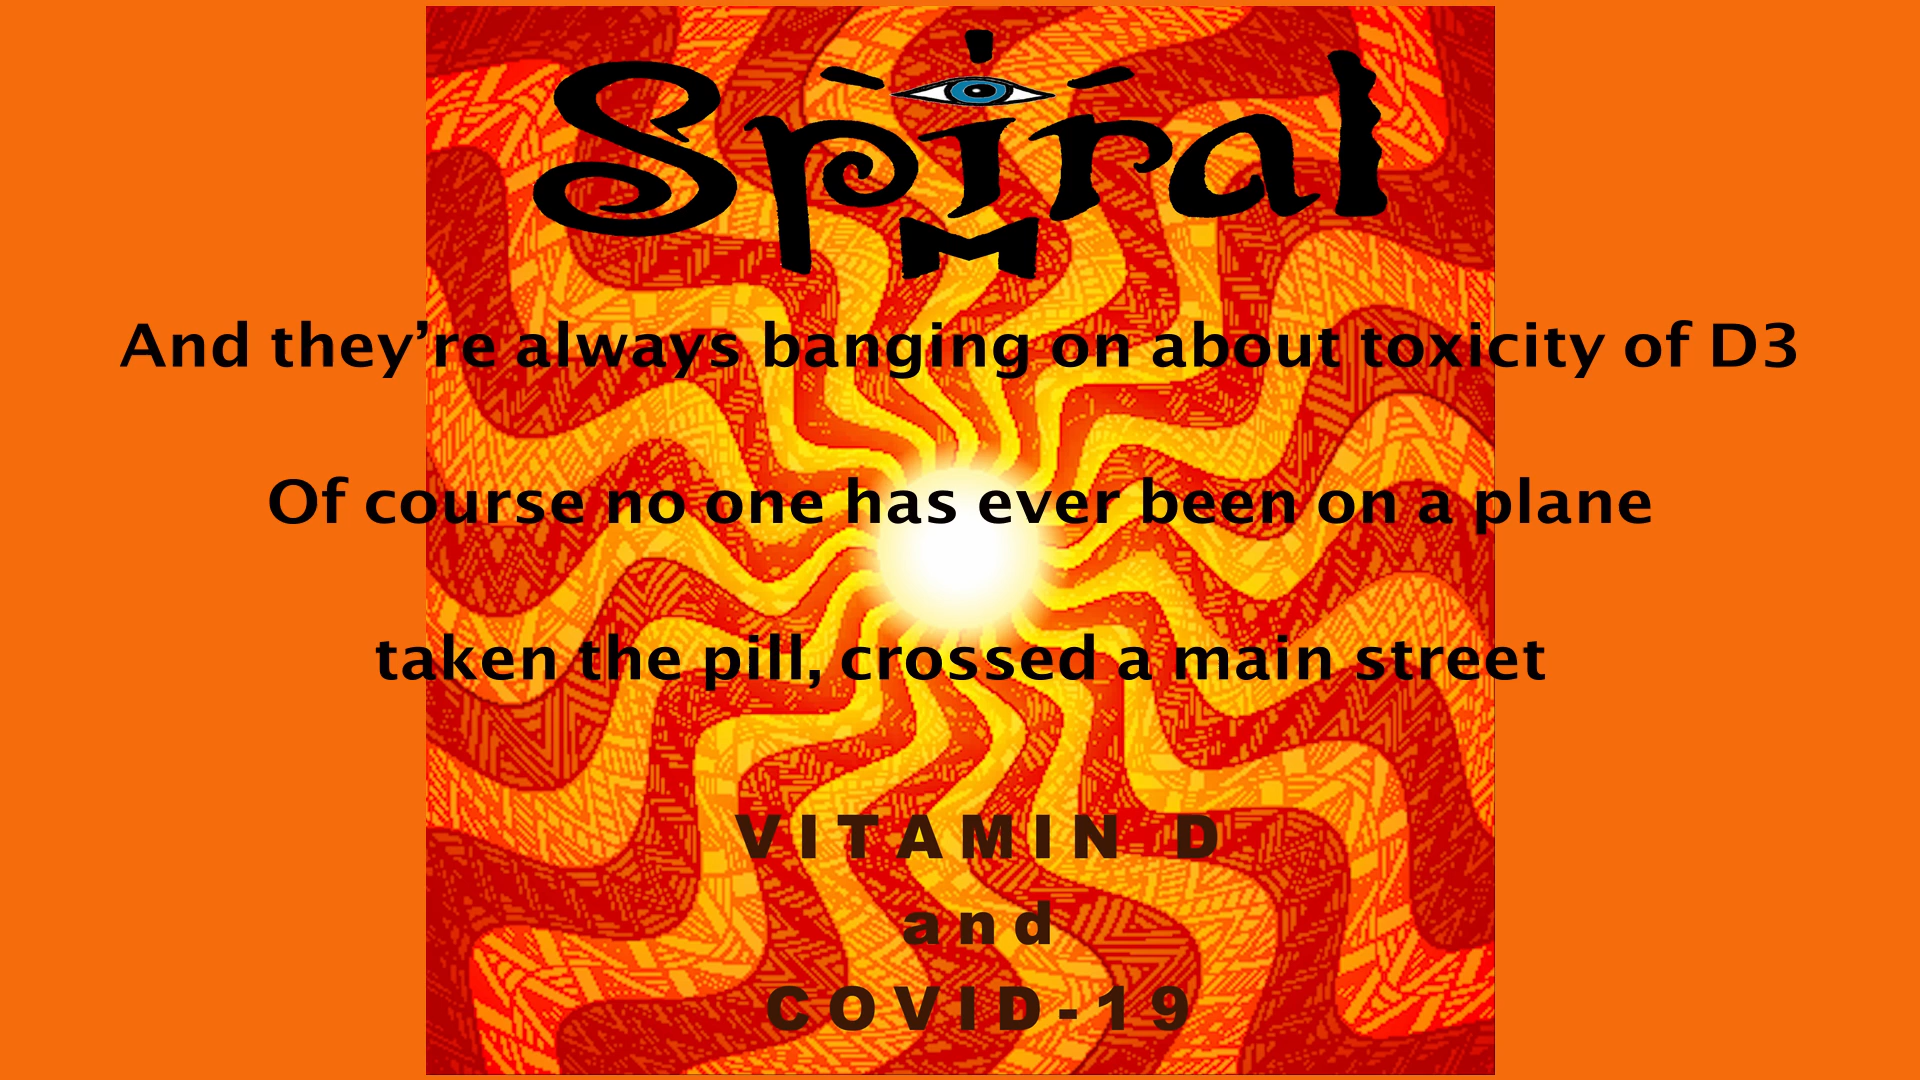 Spiral
M
And they’re always banging on about toxicity of D3
Of course no one has ever been on a plane
taken the pill, crossed a main street
VITAMIN D
and
COVID-19